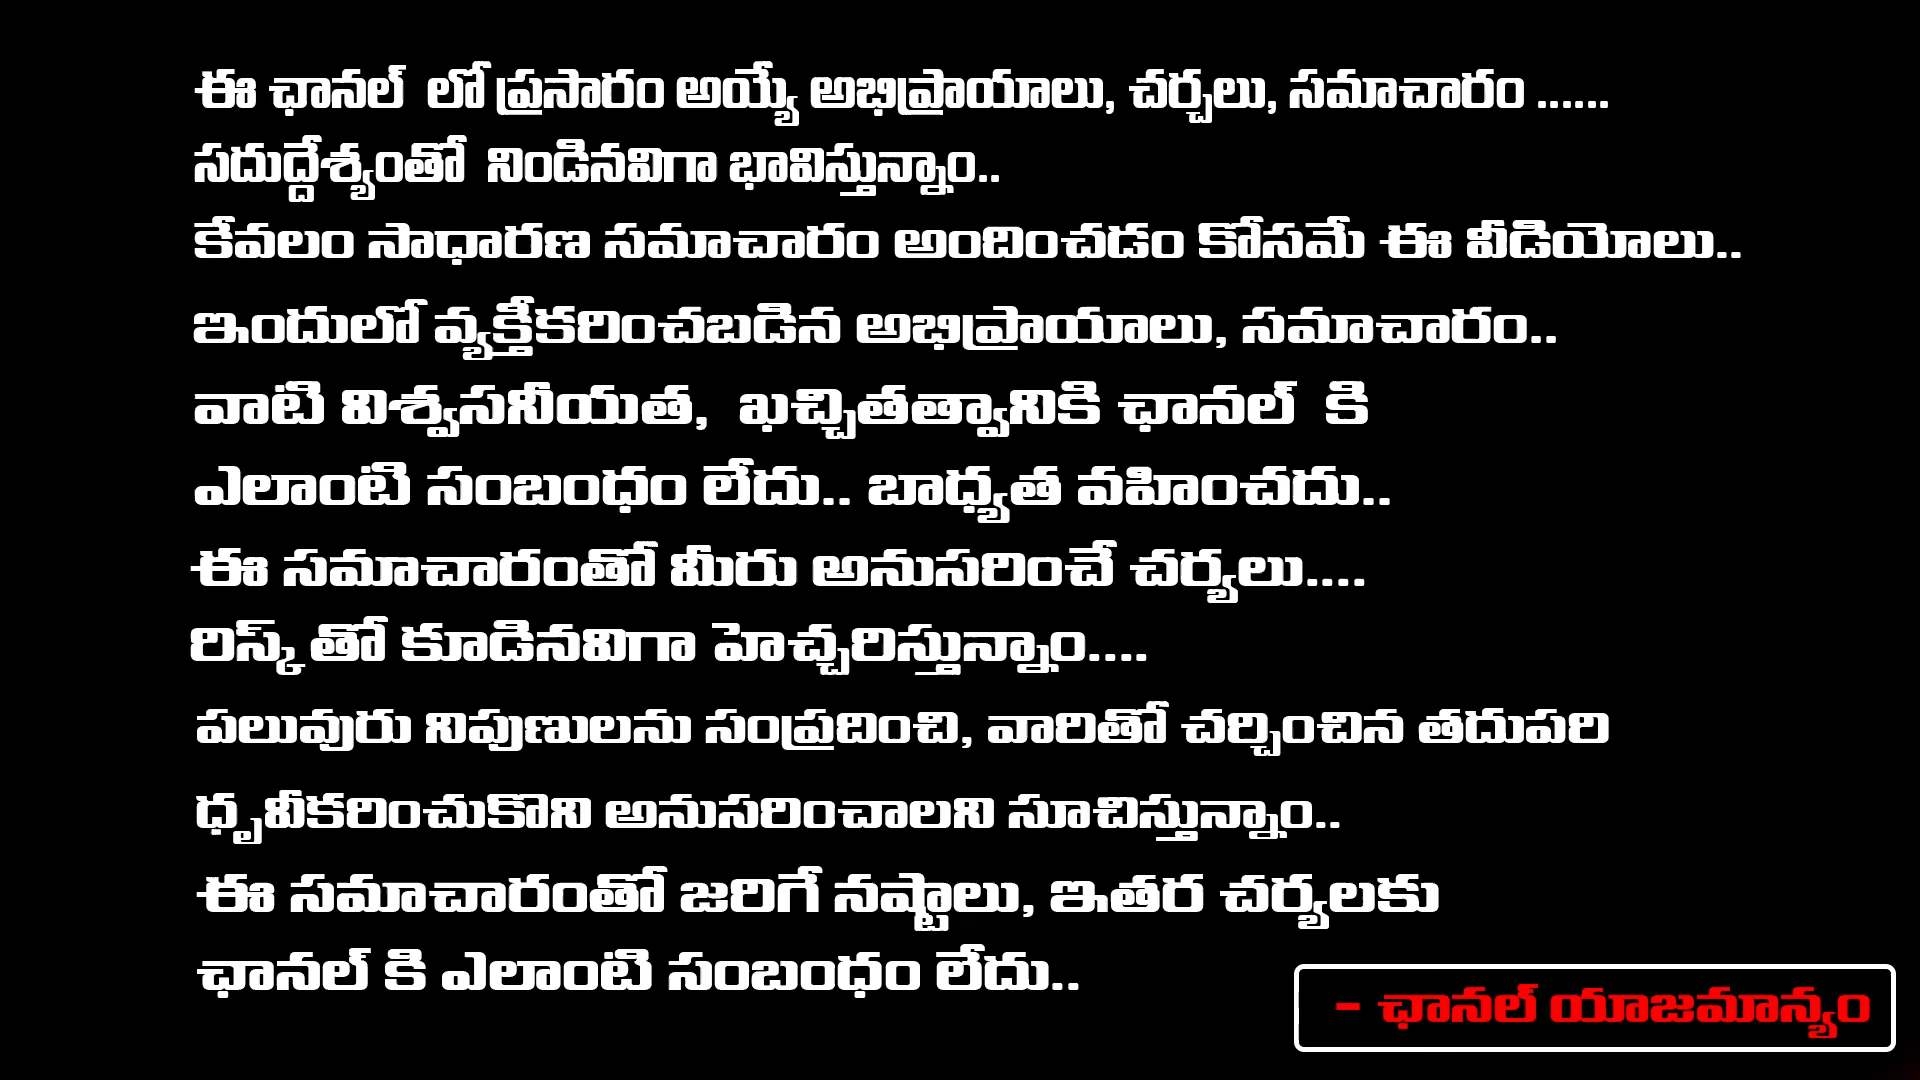 ఈ ఛానల్ లో ప్రసారం అయ్యే అభిప్రాయాలు, చర్చలు, సమాచారం ......
సదుద్దేశ్యంతో నిండినవిగా భావిస్తున్నాం..
కేవలం సాధారణ సమాచారం అందించడం కోసమే ఈ వీడియోలు..
ఇందులో వ్యక్తీకరించబడిన అభిప్రాయాలు, సమాచారం..
వాటి విశ్వసనీయత, ఖచ్చితత్వానికి ఛానల్ కి
ఎలాంటి సంబంధం లేదు.. బాధ్యత వహించదు..
ఈ సమాచారంతో మీరు అనుసరించే చర్యలు....
రిస్క్ తో కూడినవిగా హెచ్చరిస్తున్నాం....
పలువురు నిపుణులను సంప్రదించి, వారితో చర్చించిన తదుపరి
ధృవీకరించుకొని అనుసరించాలని సూచిస్తున్నాం..
ఈ సమాచారంతో జరిగే నష్టాలు, ఇతర చర్యలకు
ఛానల్ కి ఎలాంటి సంబంధం లేదు..
- ఛానల్ యాజమాన్యం